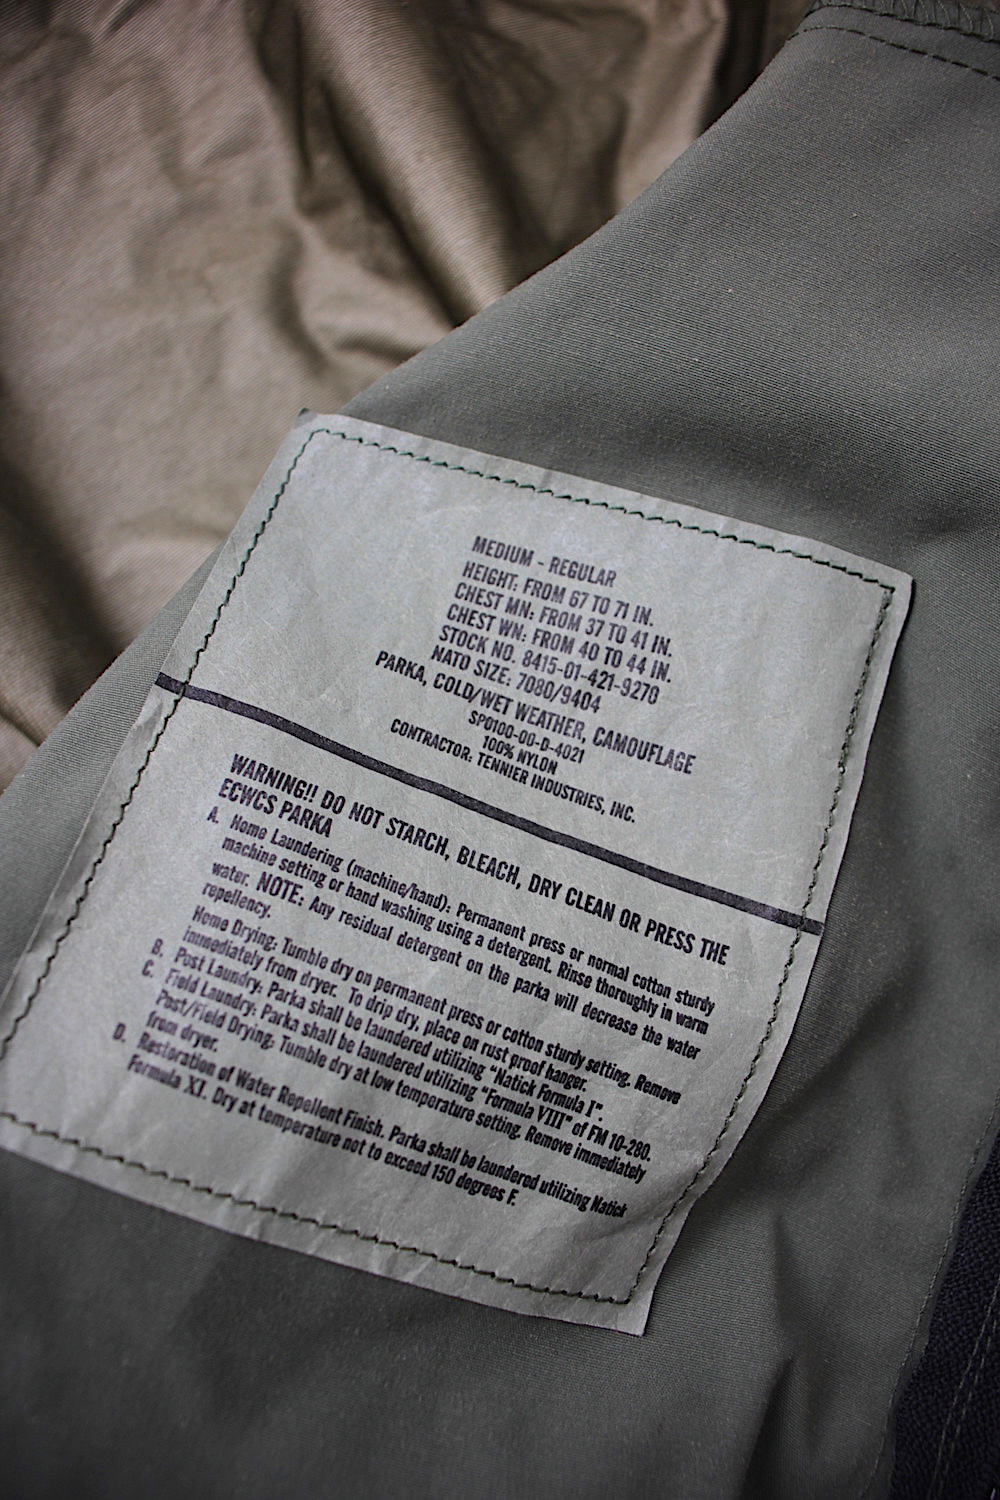 MEDIUM - REGULAR
HEIGHT: FROM 67 TO 71 IN.
CHEST MN: FROM 37 TO 41 IN.
CHEST WN: FROM 40 TO 44 IN.
STOCK NO. 8415-01-421-9270
NATO SIZE: 7080/9404
PARKA, COLD/WET WEATHER, CAMOUFLAGE
SP0100-00-D-4021
100% NYLON
CONTRACTOR: TENNIER INDUSTRIES, INC.
WARNING!! DO NOT STARCH, BLEACH, DRY CLEAN OR PRESS THE
ECWCS PARKA
A. Home Laundering (machine/hand): Permanent press or normal cotton sturdy
machine setting or hand washing using a detergent. Rinse thoroughly in warm
water. NOTE: Any residual detergent on the parka will decrease the water
repellency.
Home Drying: Tumble dry on permanent press or cotton sturdy setting. Remove
immediately from dryer. To drip dry, place on rust proof hanger.
B. Post Laundry: Parka shall be laundered utilizing "Natick Formula I".
C. Field Laundry: Parka shall be laundered utilizing "Formula VIII" of FM 10-280.
Post/Field Drying: Tumble dry at low temperature setting. Remove immediately
from dryer.
D. Restoration of Water Repellent Finish. Parka shall be laundered utilizing Natick
Formula XI. Dry at temperature not to exceed 150 degrees F.